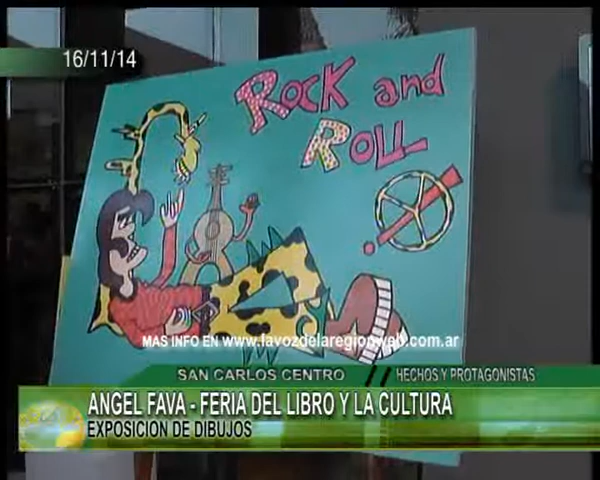 16/11/14
Rock and
Roll
MAS INFO EN www.lavozdelaregionweb.com.ar
SAN CARLOS CENTRO // HECHOS Y PROTAGONISTAS
ANGEL FAVA - FERIA DEL LIBRO Y LA CULTURA
EXPOSICION DE DIBUJOS